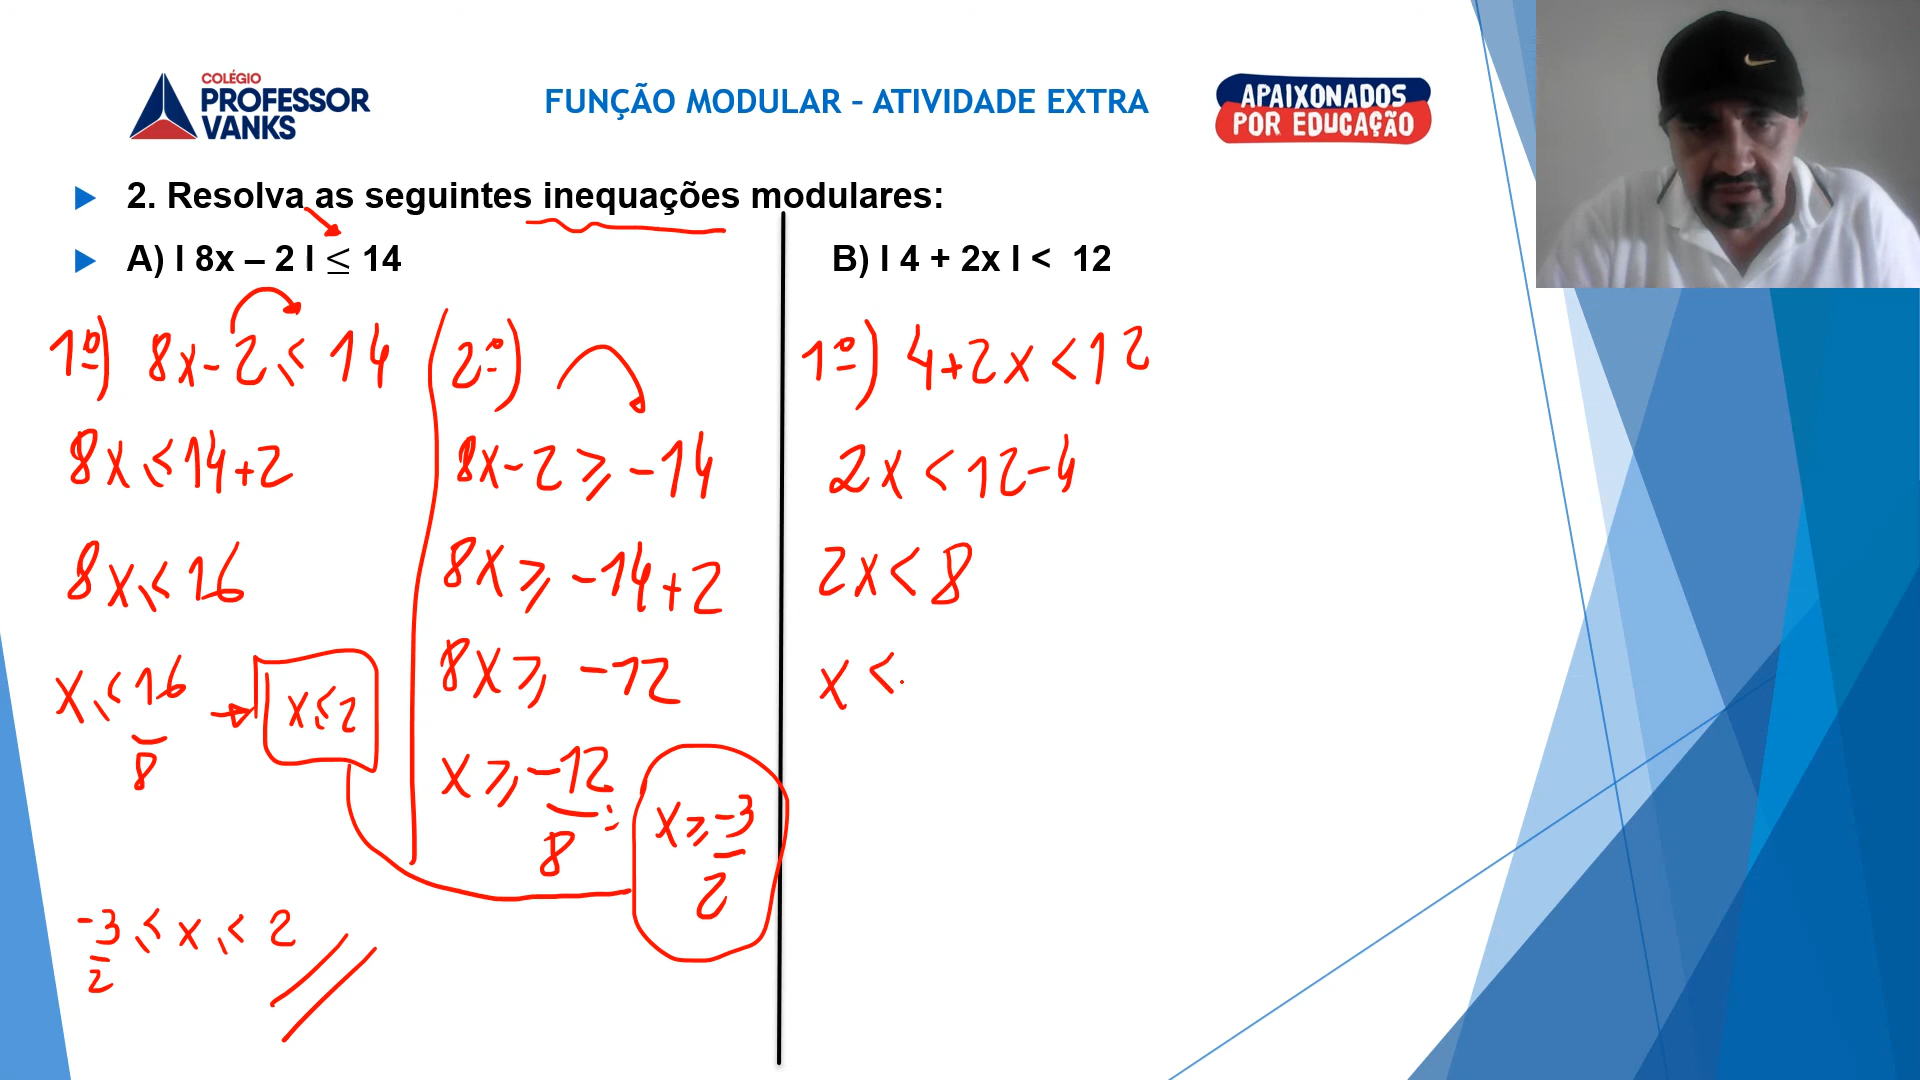 COLÉGIO
PROFESSOR
VANKS
FUNÇÃO MODULAR – ATIVIDADE EXTRA
APAIXONADOS
POR EDUCAÇÃO
2. Resolva as seguintes inequações modulares:
A) l 8x – 2 l ≤ 14
1º) 8x-2 ≤ 14
8x ≤ 14+2
8x ≤ 16
x ≤ 16/8 → x ≤ 2
-3/2 ≤ x ≤ 2
2º)
8x-2 ≥ -14
8x ≥ -14+2
8x ≥ -12
x ≥ -12/8
x ≥ -3/2
B) l 4 + 2x l < 12
1º) 4+2x < 12
2x < 12-4
2x < 8
x <